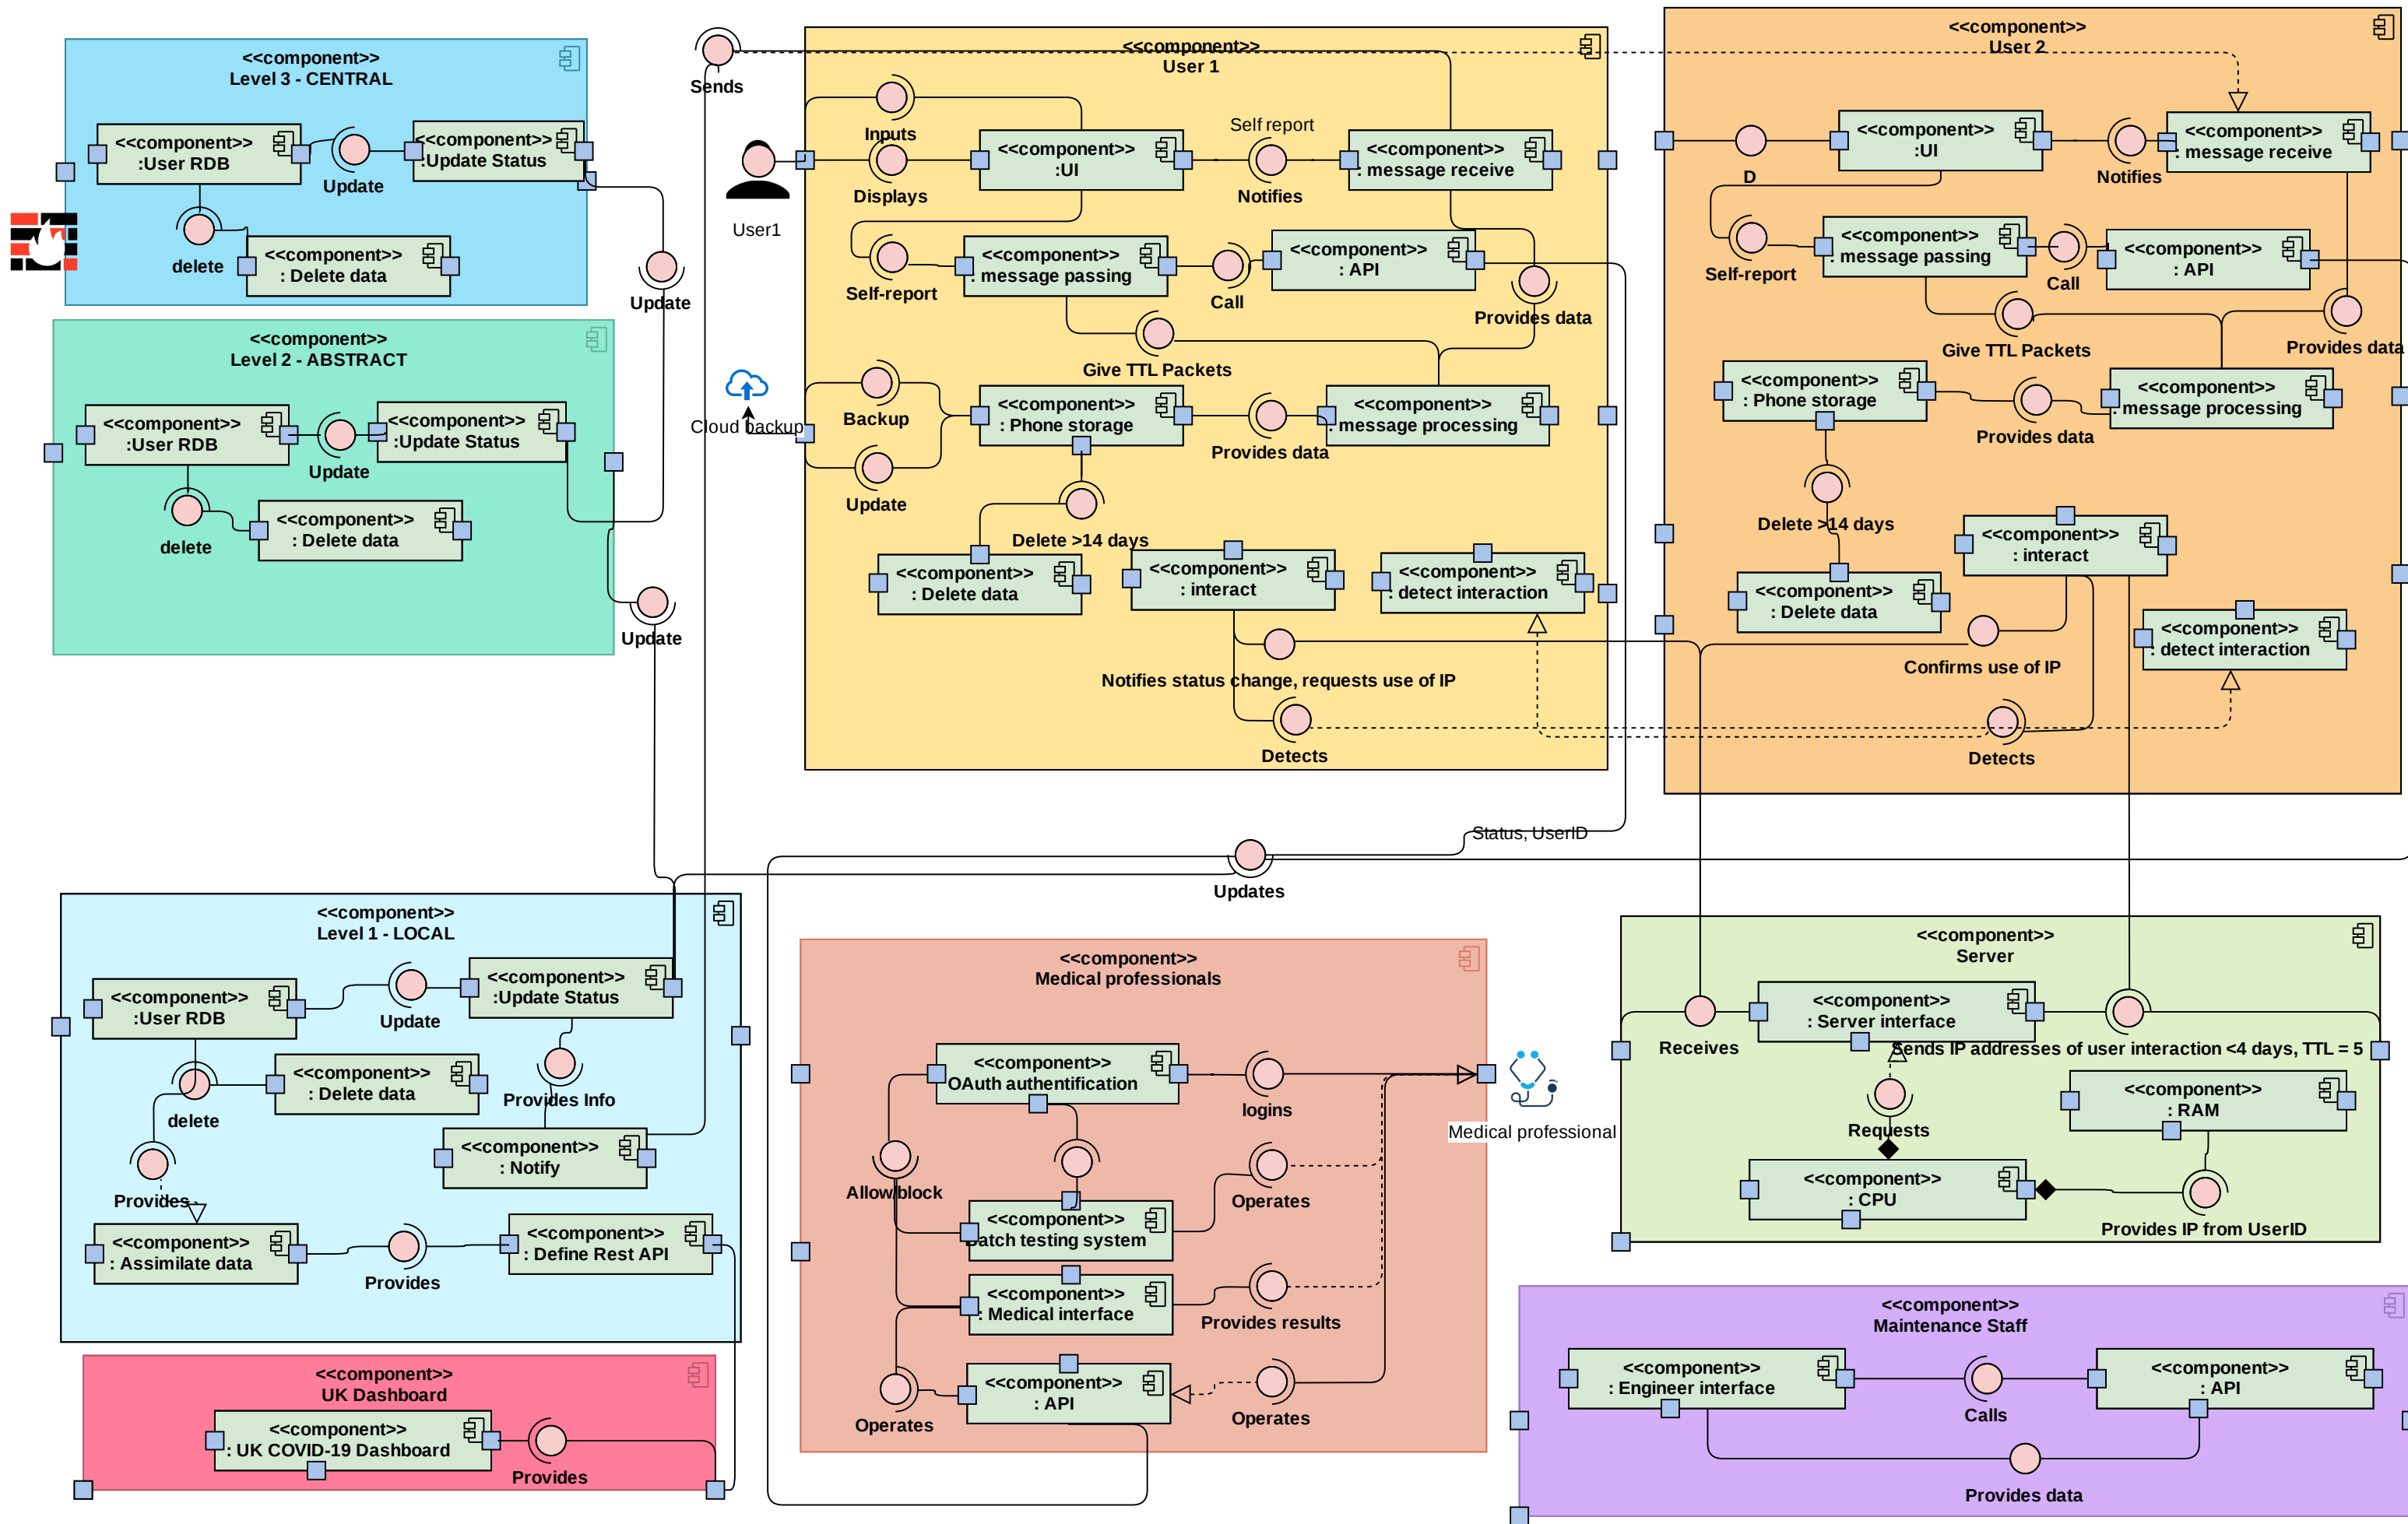 <<component>>
Level 3 - CENTRAL
<<component>>
:User RDB
Update
<<component>>
:Update Status
delete
<<component>>
: Delete data
Update
<<component>>
Level 2 - ABSTRACT
<<component>>
:User RDB
Update
<<component>>
:Update Status
delete
<<component>>
: Delete data
Update
Sends
User1
Cloud backup
<<component>>
User 1
Inputs
Displays
<<component>>
:UI
Self report
Notifies
<<component>>
: message receive
Self-report
<<component>>
: message passing
Call
<<component>>
: API
Provides data
Give TTL Packets
Backup
<<component>>
: Phone storage
Provides data
<<component>>
: message processing
Update
Delete >14 days
<<component>>
: Delete data
<<component>>
: interact
<<component>>
: detect interaction
Notifies status change, requests use of IP
Detects
<<component>>
User 2
D
<<component>>
:UI
Notifies
<<component>>
: message receive
Self-report
<<component>>
: message passing
Call
<<component>>
: API
Give TTL Packets
Provides data
<<component>>
: Phone storage
Provides data
<<component>>
: message processing
Delete >14 days
<<component>>
: interact
<<component>>
: Delete data
Confirms use of IP
<<component>>
: detect interaction
Detects
Status, UserID
Updates
<<component>>
Level 1 - LOCAL
<<component>>
:User RDB
Update
<<component>>
:Update Status
delete
<<component>>
: Delete data
Provides Info
<<component>>
: Notify
Provides
<<component>>
: Assimilate data
Provides
<<component>>
: Define Rest API
<<component>>
UK Dashboard
<<component>>
: UK COVID-19 Dashboard
Provides
<<component>>
Medical professionals
<<component>>
OAuth authentification
logins
Medical professional
Allow/block
<<component>>
Batch testing system
Operates
<<component>>
: Medical interface
Provides results
Operates
<<component>>
: API
Operates
<<component>>
Server
Receives
<<component>>
: Server interface
Sends IP addresses of user interaction <4 days, TTL = 5
Requests
<<component>>
: RAM
<<component>>
: CPU
Provides IP from UserID
<<component>>
Maintenance Staff
<<component>>
: Engineer interface
Calls
<<component>>
: API
Provides data